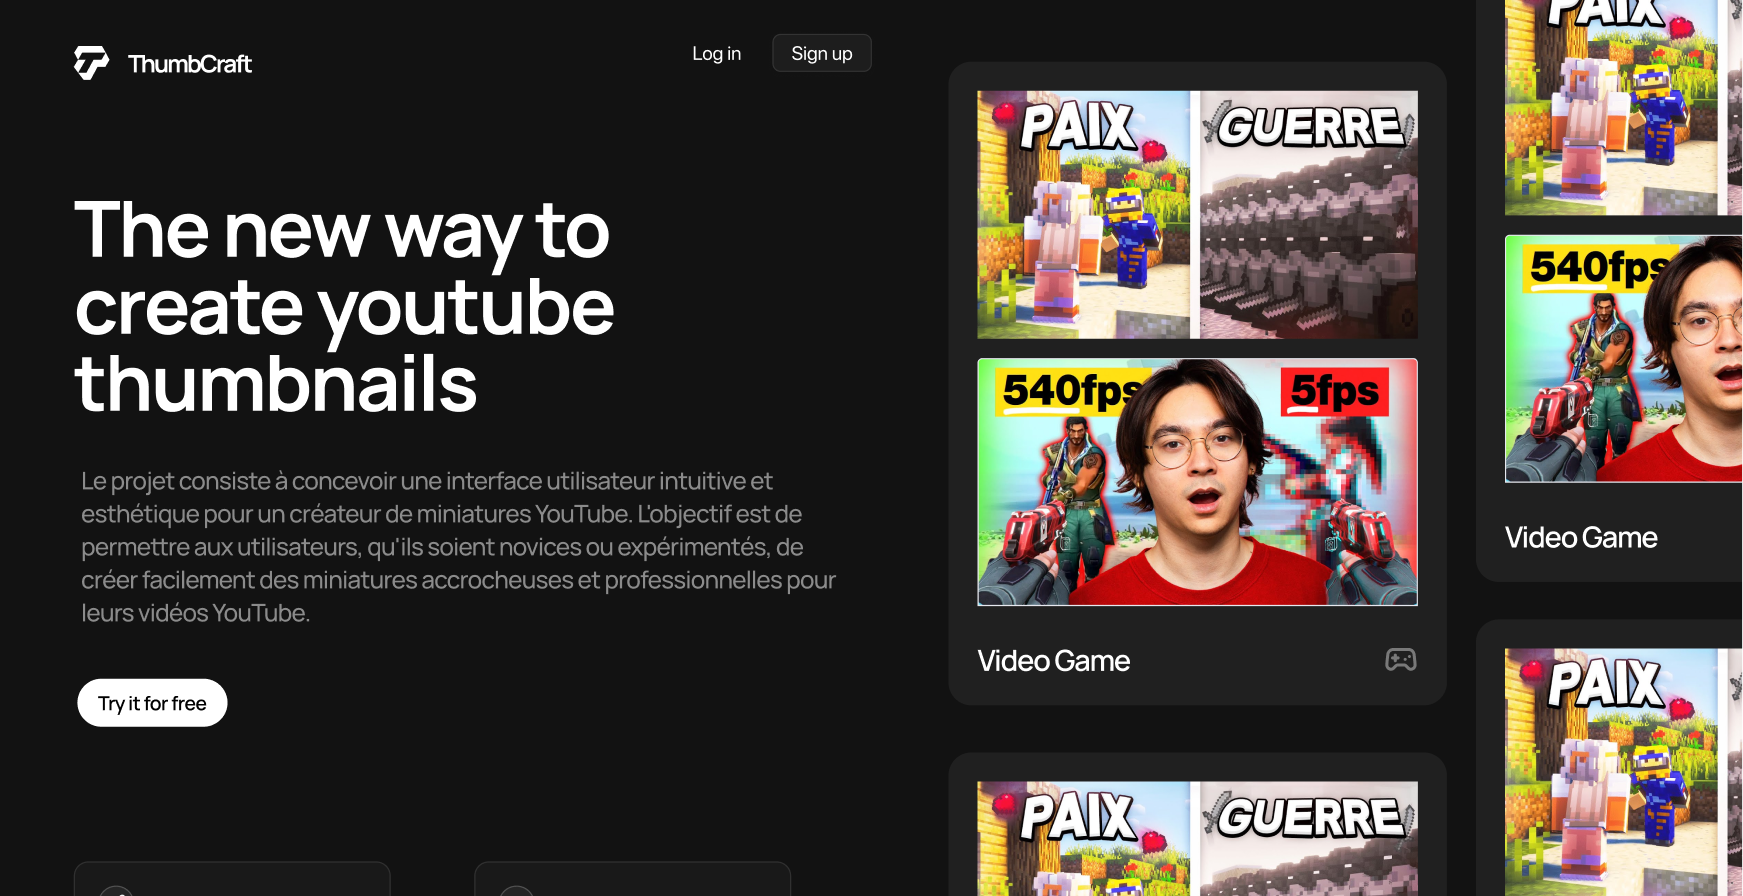 ThumbCraft
Log in
Sign up
The new way to
create youtube
thumbnails
Le projet consiste à concevoir une interface utilisateur intuitive et
esthétique pour un créateur de miniatures YouTube. L'objectif est de
permettre aux utilisateurs, qu'ils soient novices ou expérimentés, de
créer facilement des miniatures accrocheuses et professionnelles pour
leurs vidéos YouTube.
Try it for free
PAIX
GUERRE
540fps
5fps
Video Game
PAIX
GUERRE
PAIX
540fps
Video Game
PAIX